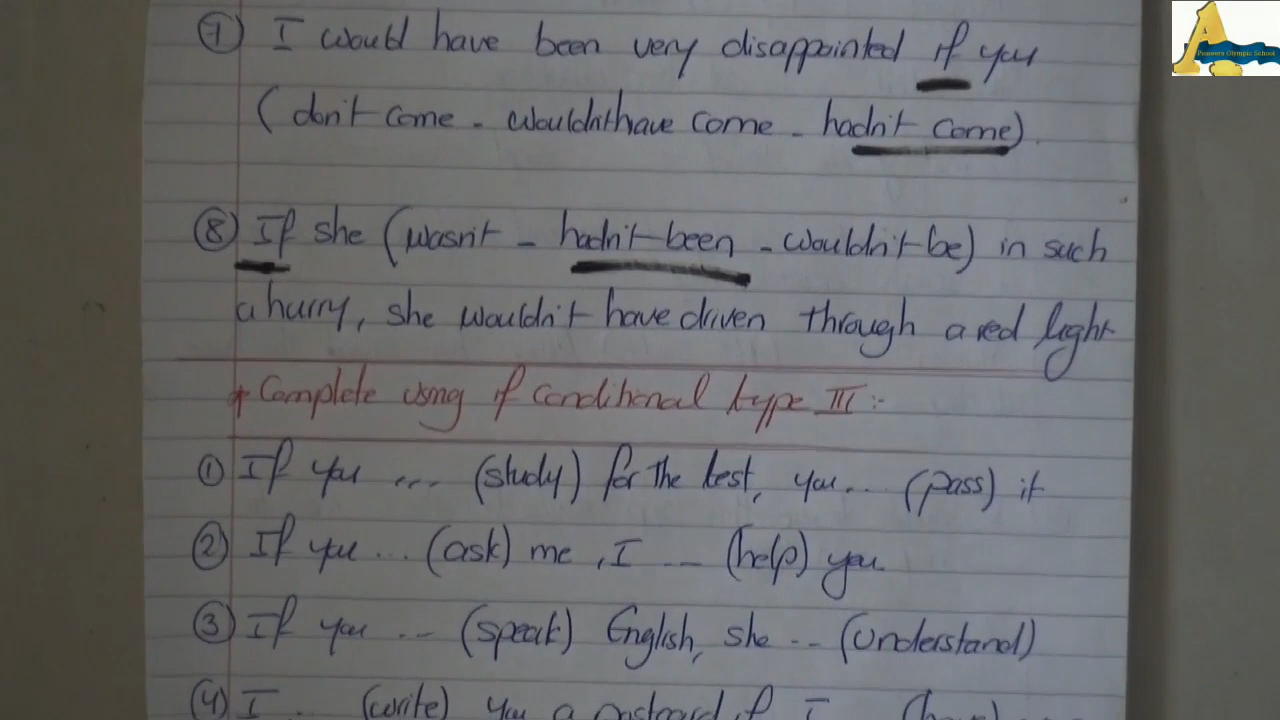 Pioneers Olympic School
⑦ I would have been very disappointed if you
(don't come - wouldn't have come - hadn't come)
⑧ If she (wasn't - hadn't been - wouldn't be) in such
a hurry, she wouldn't have driven through a red light
* Complete using if conditional type III :-
① If you .... (study) for the test, you... (pass) it
② If you ... (ask) me, I --- (help) you
③ If you --- (speak) English, she -- (understand)
(4) I . (write) you a postcard if I